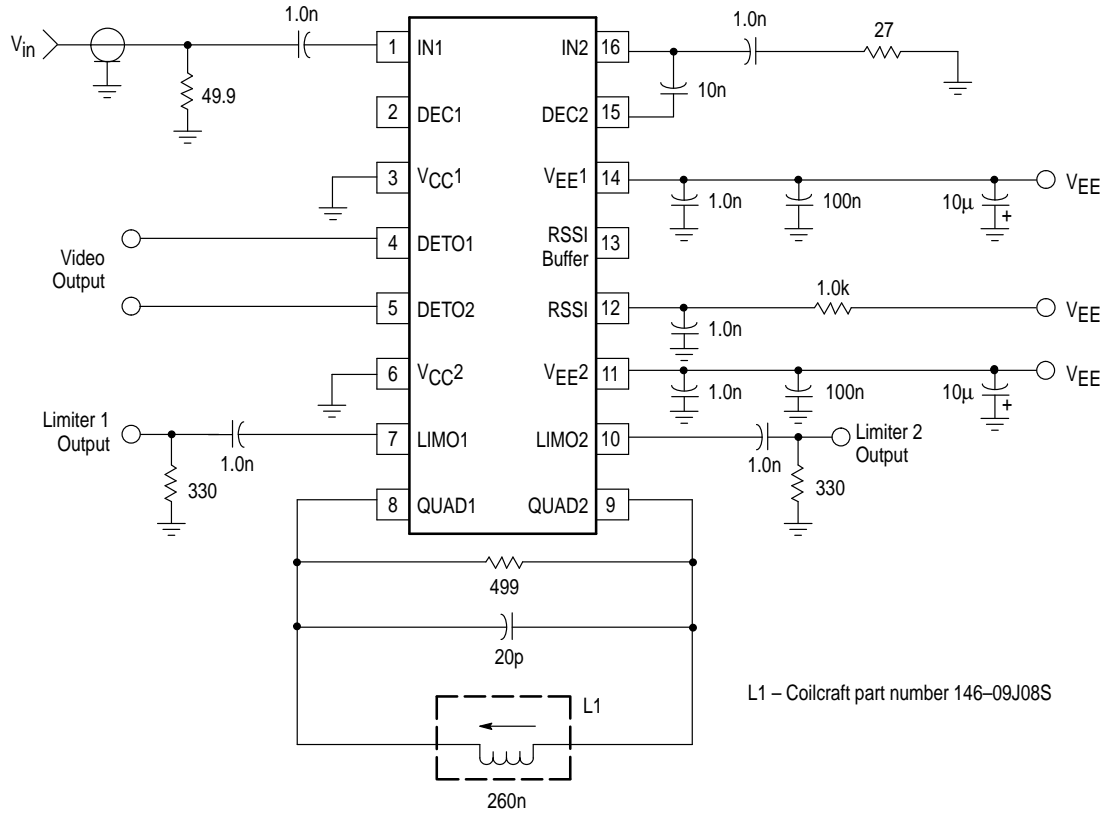 1.0n
1.0n
27
Vin
1
IN1
IN2
16
49.9
10n
2
DEC1
DEC2
15
3
VCC1
VEE1
14
VEE
1.0n
100n
10µ
+
Video
Output
4
DETO1
RSSI
Buffer
13
1.0k
5
DETO2
RSSI
12
VEE
1.0n
6
VCC2
VEE2
11
VEE
1.0n
100n
10µ
+
Limiter 1
Output
7
LIMO1
LIMO2
10
Limiter 2
Output
1.0n
1.0n
330
330
8
QUAD1
QUAD2
9
499
20p
L1
L1 – Coilcraft part number 146–09J08S
260n